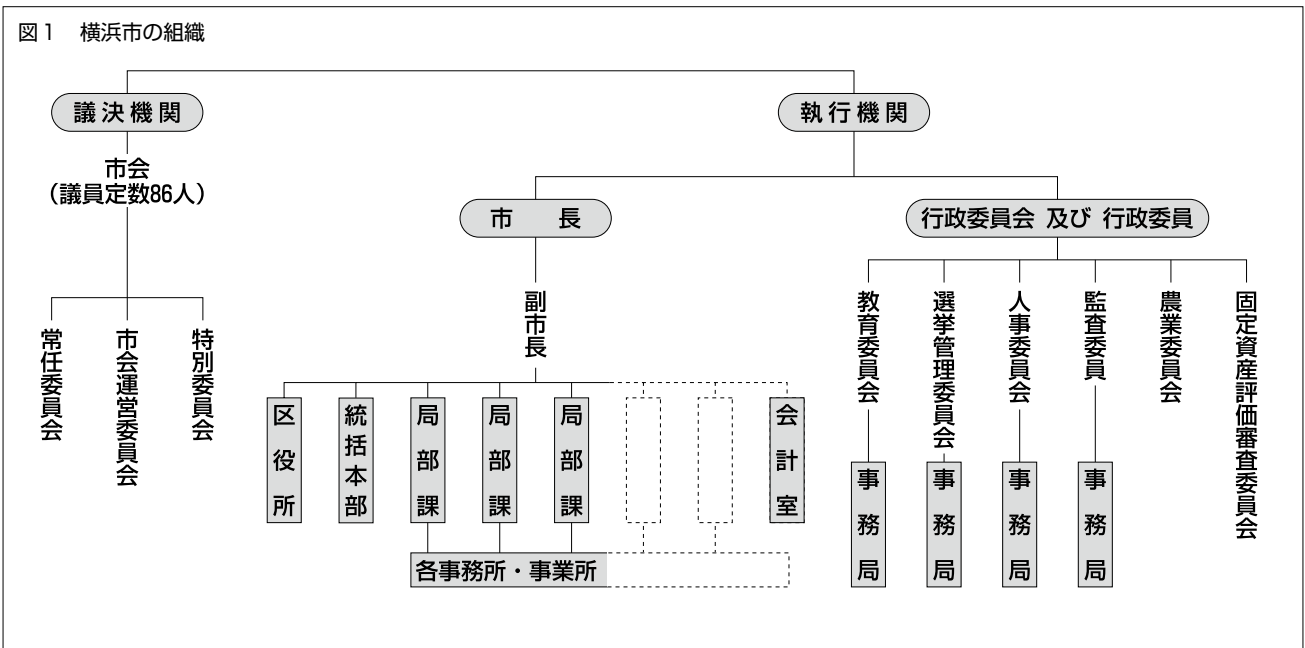 図1 横浜市の組織
議決機関
執行機関
市会
（議員定数86人）
市 長
行政委員会 及び 行政委員
常任委員会
市会運営委員会
特別委員会
副市長
区役所
統括本部
局部課
局部課
局部課
会計室
各事務所・事業所
教育委員会
選挙管理委員会
人事委員会
監査委員
農業委員会
固定資産評価審査委員会
事務局
事務局
事務局
事務局